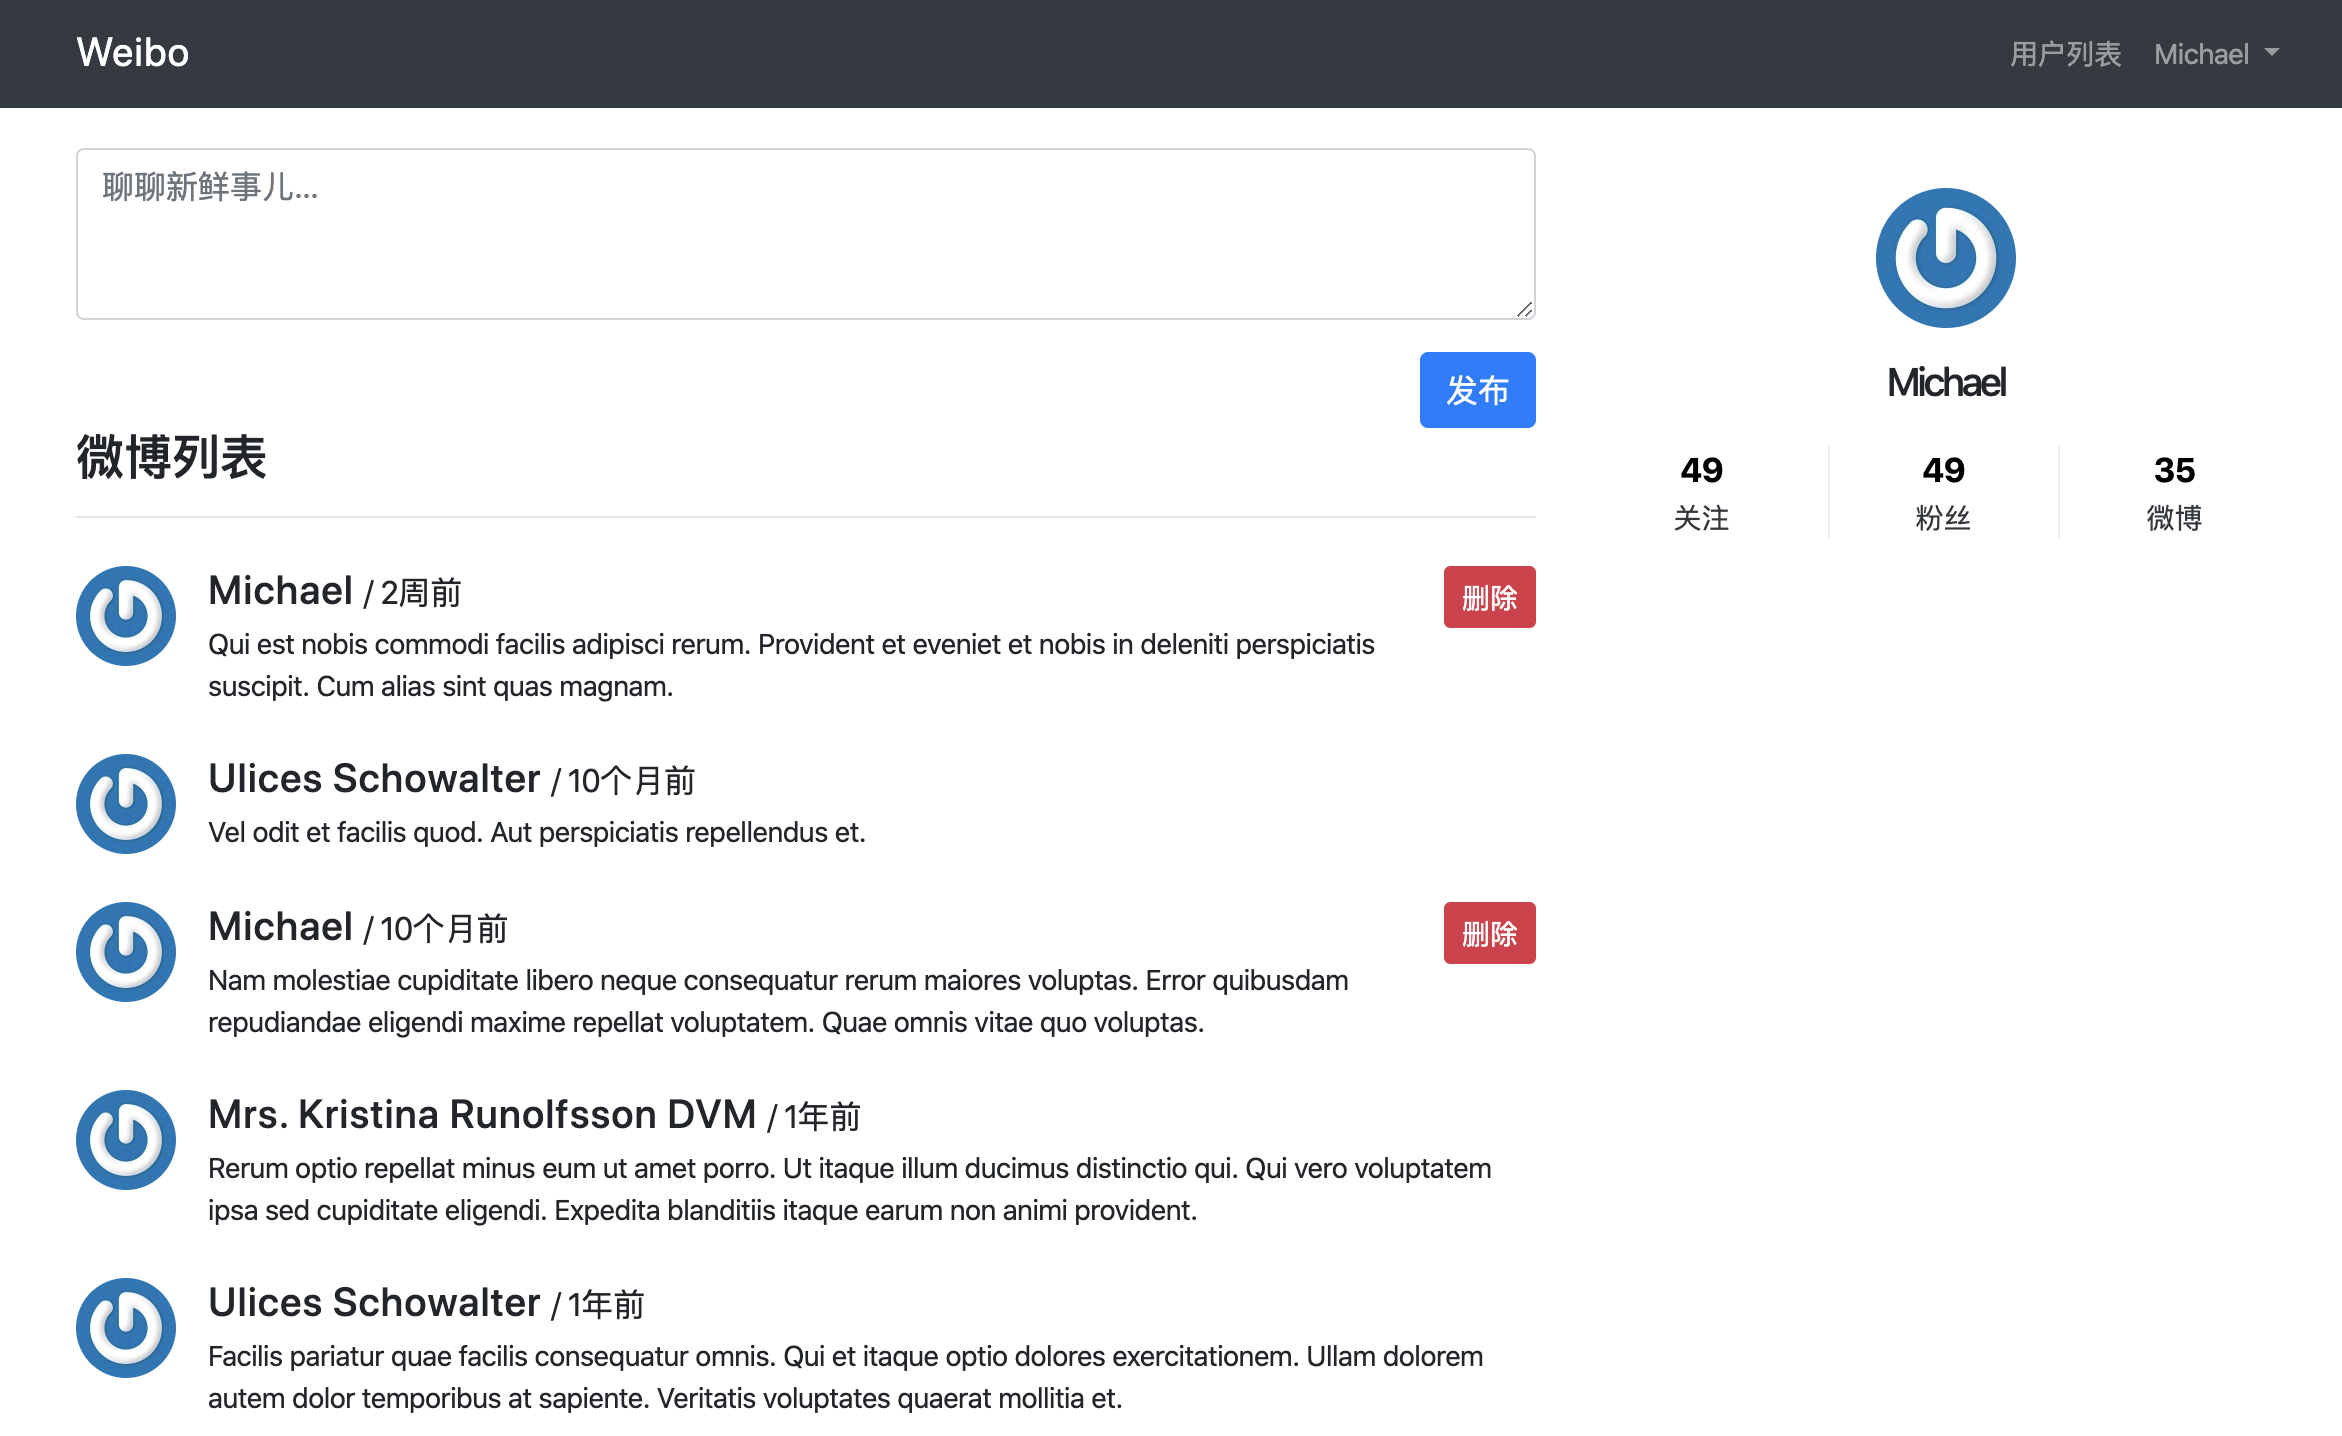 Weibo
用户列表 Michael
聊聊新鲜事儿...
发布
微博列表
Michael / 2周前
删除
Qui est nobis commodi facilis adipisci rerum. Provident et eveniet et nobis in deleniti perspiciatis
suscipit. Cum alias sint quas magnam.
Ulices Schowalter / 10个月前
Vel odit et facilis quod. Aut perspiciatis repellendus et.
Michael / 10个月前
删除
Nam molestiae cupiditate libero neque consequatur rerum maiores voluptas. Error quibusdam
repudiandae eligendi maxime repellat voluptatem. Quae omnis vitae quo voluptas.
Mrs. Kristina Runolfsson DVM / 1年前
Rerum optio repellat minus eum ut amet porro. Ut itaque illum ducimus distinctio qui. Qui vero voluptatem
ipsa sed cupiditate eligendi. Expedita blanditiis itaque earum non animi provident.
Ulices Schowalter / 1年前
Facilis pariatur quae facilis consequatur omnis. Qui et itaque optio dolores exercitationem. Ullam dolorem
autem dolor temporibus at sapiente. Veritatis voluptates quaerat mollitia et.
Michael
49 49 35
关注 粉丝 微博